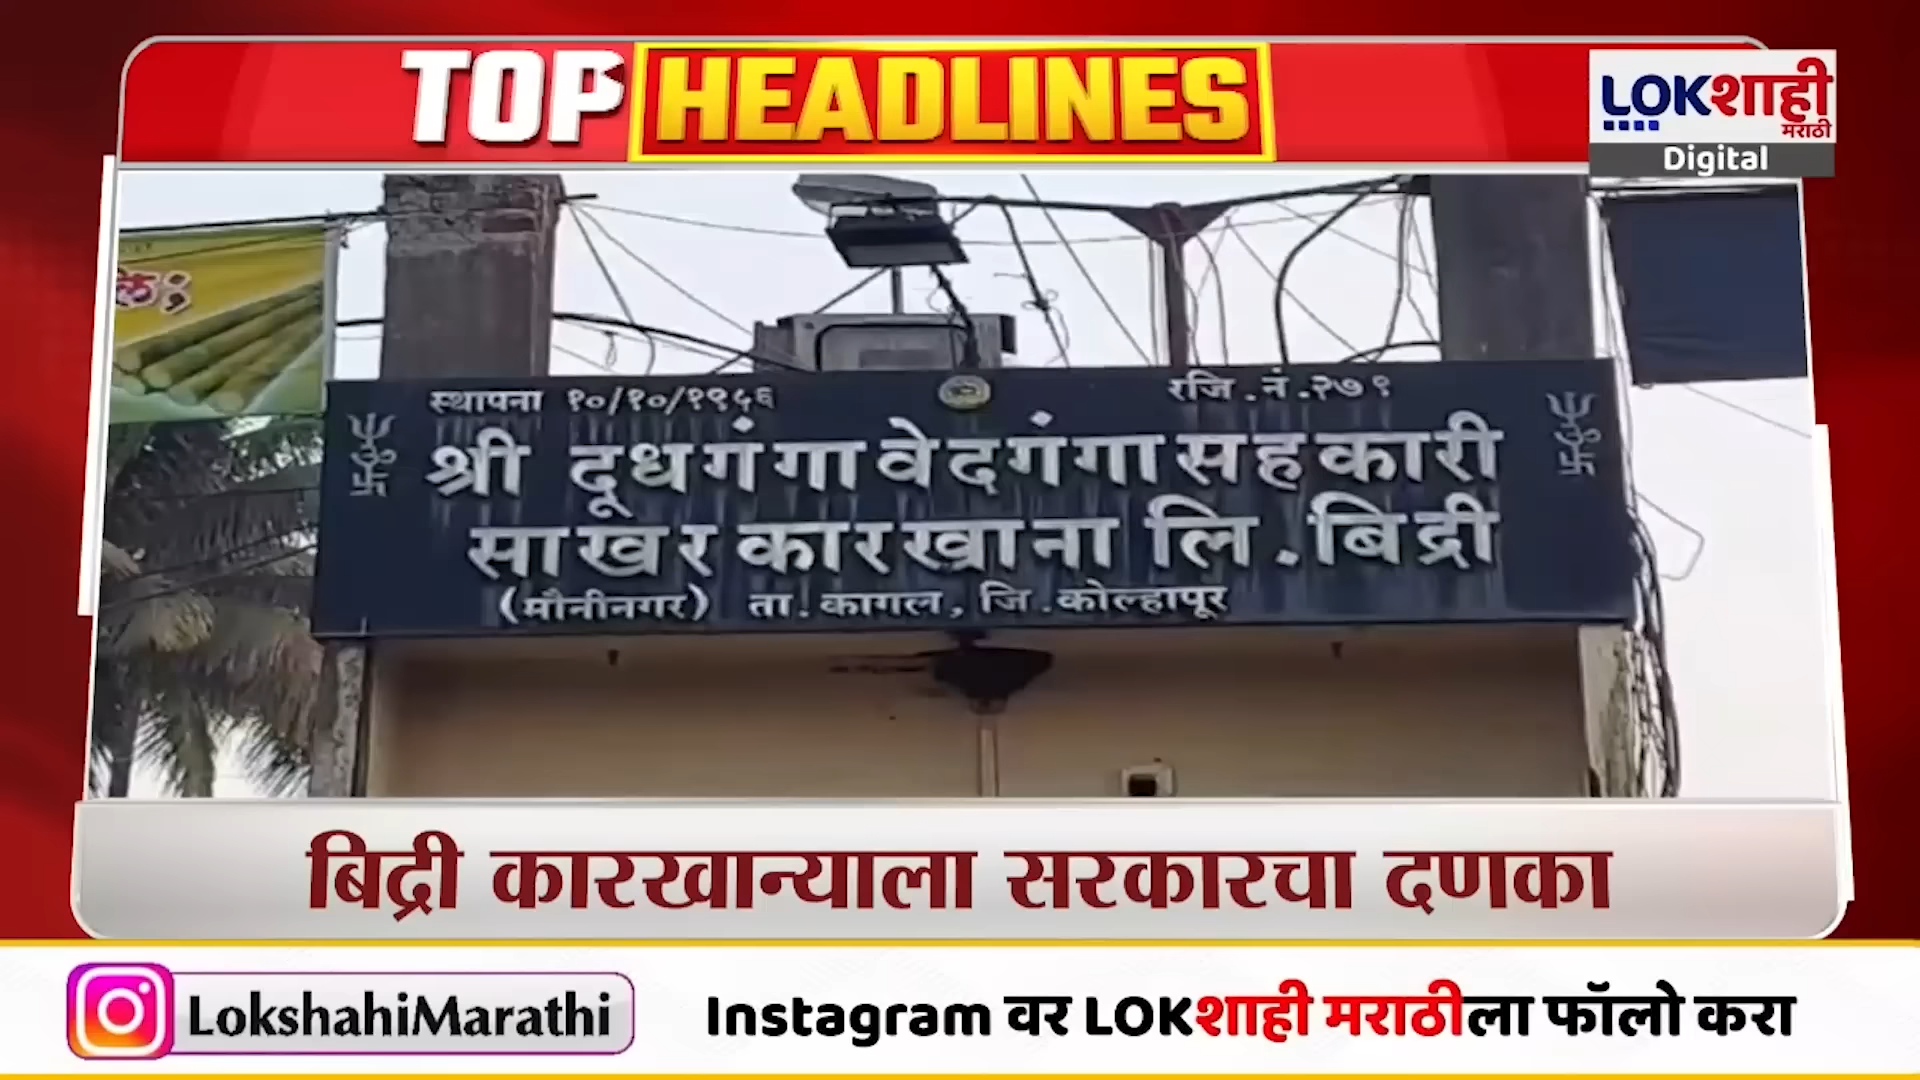 TOP HEADLINES
LOKशाही
मराठी
Digital
स्थापना १०/१०/१९५६
रजि.नं.२७९
श्री दूधगंगा वेदगंगा सहकारी
साखर कारखाना लि.बिद्री
(मौनीनगर) ता.कागल, जि.कोल्हापूर
बिद्री कारखान्याला सरकारचा दणका
LokshahiMarathi
Instagram वर LOKशाही मराठीला फॉलो करा